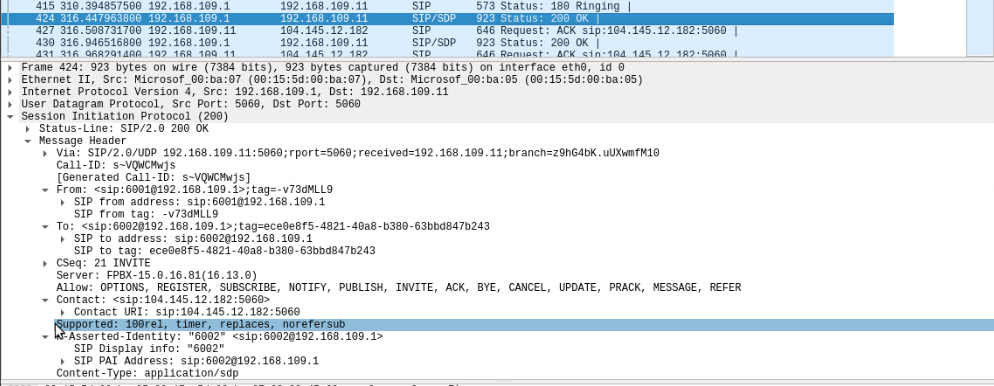 415 310.394857500 192.168.109.1 192.168.109.11 SIP 573 Status: 180 Ringing |
424 316.447963800 192.168.109.1 192.168.109.11 SIP/SDP 923 Status: 200 OK |
427 316.508731700 192.168.109.11 104.145.12.182 SIP 646 Request: ACK sip:104.145.12.182:5060 |
430 316.946516800 192.168.109.1 192.168.109.11 SIP/SDP 923 Status: 200 OK |
431 316.968291400 192.168.109.11 104.145.12.182 SIP 646 Request: ACK sip:104.145.12.182:5060 |
Frame 424: 923 bytes on wire (7384 bits), 923 bytes captured (7384 bits) on interface eth0, id 0
Ethernet II, Src: Microsof_00:ba:07 (00:15:5d:00:ba:07), Dst: Microsof_00:ba:05 (00:15:5d:00:ba:05)
Internet Protocol Version 4, Src: 192.168.109.1, Dst: 192.168.109.11
User Datagram Protocol, Src Port: 5060, Dst Port: 5060
Session Initiation Protocol (200)
Status-Line: SIP/2.0 200 OK
Message Header
Via: SIP/2.0/UDP 192.168.109.11:5060;rport=5060;received=192.168.109.11;branch=z9hG4bK.uUXwmfM10
Call-ID: s~VQWCMwjs
[Generated Call-ID: s~VQWCMwjs]
From: <sip:6001@192.168.109.1>;tag=-v73dMLL9
SIP from address: sip:6001@192.168.109.1
SIP from tag: -v73dMLL9
To: <sip:6002@192.168.109.1>;tag=ece0e8f5-4821-40a8-b380-63bbd847b243
SIP to address: sip:6002@192.168.109.1
SIP to tag: ece0e8f5-4821-40a8-b380-63bbd847b243
CSeq: 21 INVITE
Server: FPBX-15.0.16.81(16.13.0)
Allow: OPTIONS, REGISTER, SUBSCRIBE, NOTIFY, PUBLISH, INVITE, ACK, BYE, CANCEL, UPDATE, PRACK, MESSAGE, REFER
Contact: <sip:104.145.12.182:5060>
Contact URI: sip:104.145.12.182:5060
Supported: 100rel, timer, replaces, norefersub
P-Asserted-Identity: "6002" <sip:6002@192.168.109.1>
SIP Display info: "6002"
SIP PAI Address: sip:6002@192.168.109.1
Content-Type: application/sdp